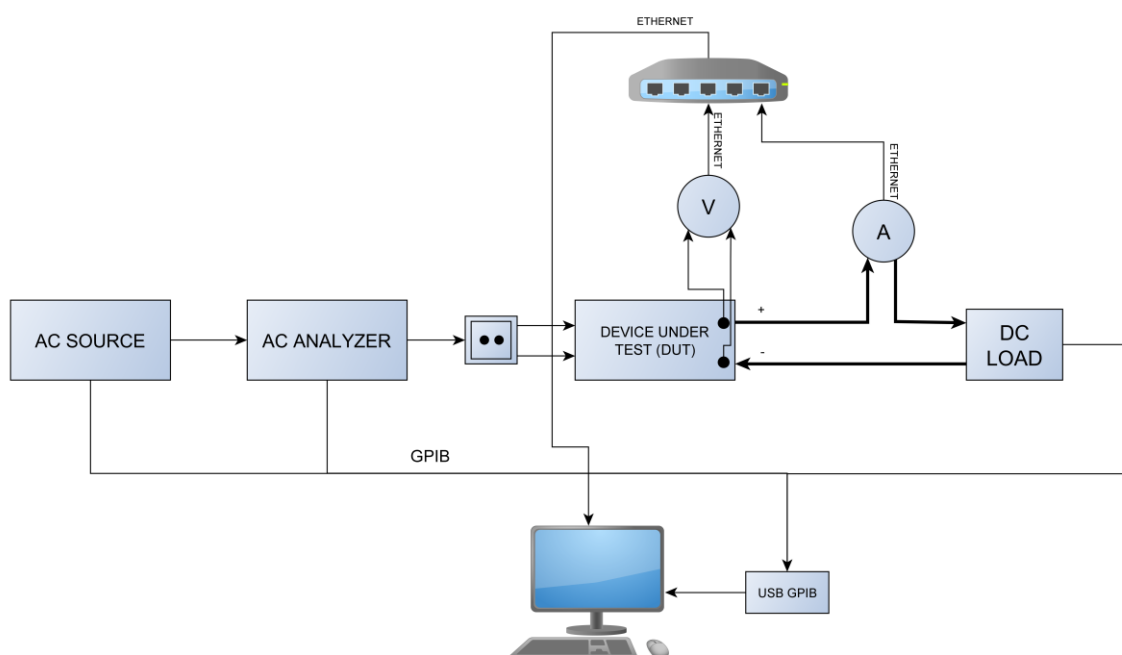 ETHERNET
ETHERNET
ETHERNET
V
A
+
-
AC SOURCE
AC ANALYZER
DEVICE UNDER
TEST (DUT)
DC
LOAD
GPIB
USB GPIB